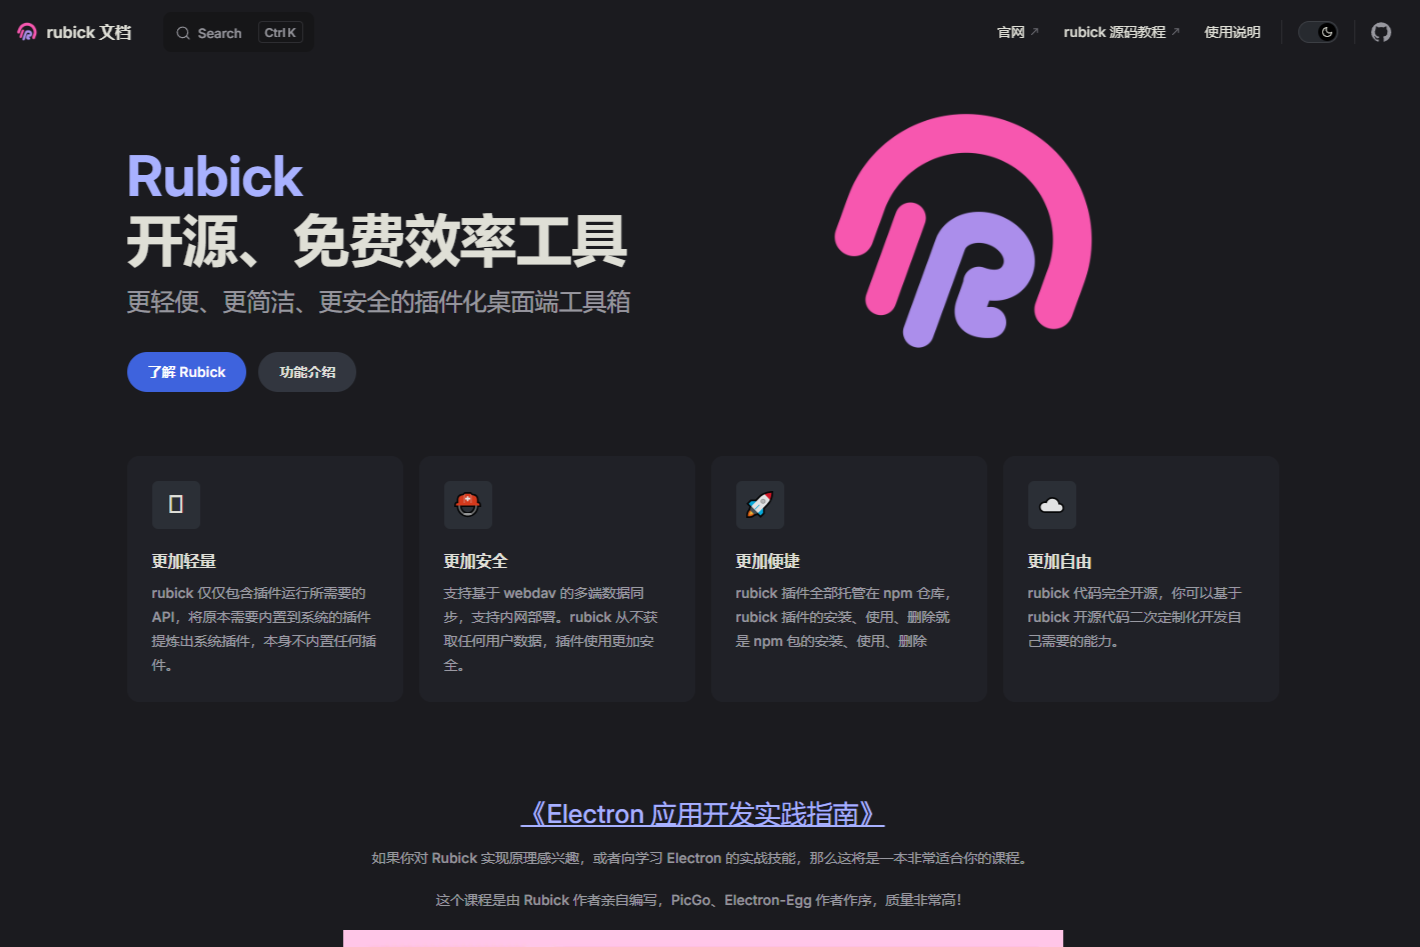 rubick 文档
Search
Ctrl K
官网
rubick 源码教程
使用说明
Rubick
开源、免费效率工具
更轻便、更简洁、更安全的插件化桌面端工具箱
了解 Rubick
功能介绍
更加轻量
rubick 仅仅包含插件运行所需要的
API，将原本需要内置到系统的插件
提炼出系统插件，本身不内置任何插
件。
更加安全
支持基于 webdav 的多端数据同
步，支持内网部署。rubick 从不获
取任何用户数据，插件使用更加安
全。
更加便捷
rubick 插件全部托管在 npm 仓库，
rubick 插件的安装、使用、删除就
是 npm 包的安装、使用、删除
更加自由
rubick 代码完全开源，你可以基于
rubick 开源代码二次定制化开发自
己需要的能力。
《Electron 应用开发实践指南》
如果你对 Rubick 实现原理感兴趣，或者向学习 Electron 的实战技能，那么这将是一本非常适合你的课程。
这个课程是由 Rubick 作者亲自编写，PicGo、Electron-Egg 作者作序，质量非常高！